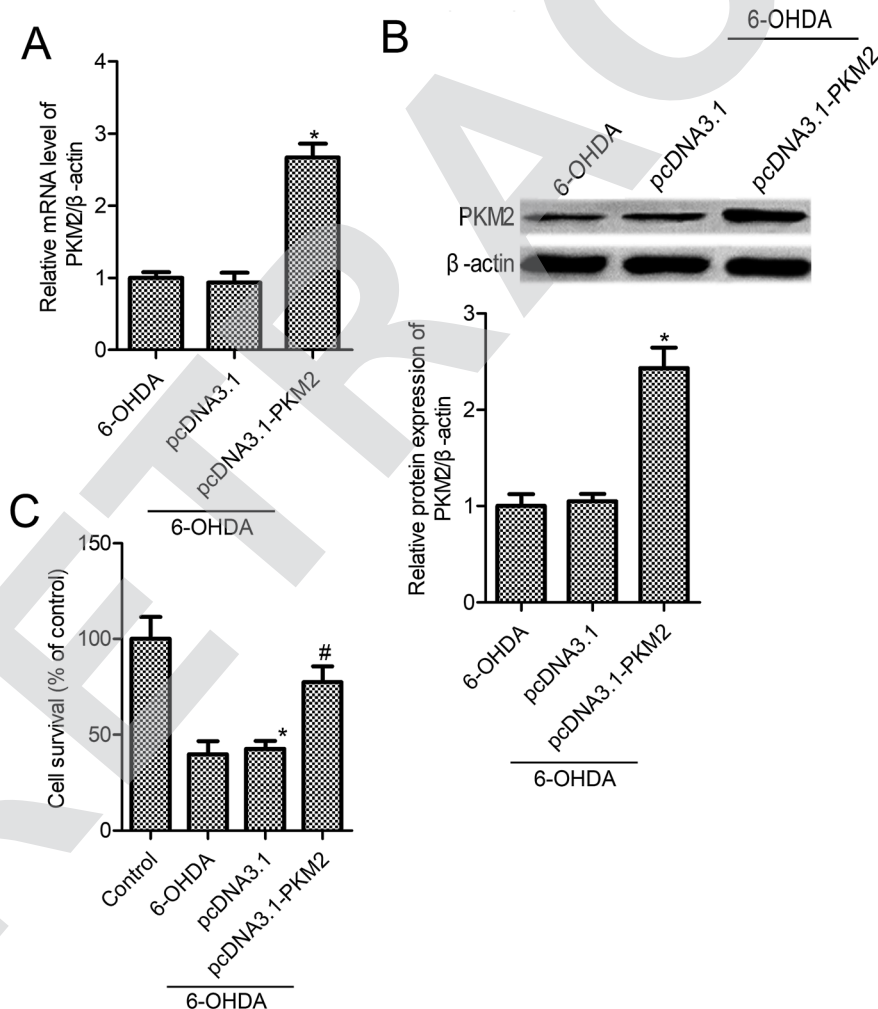 A
4
3
2
1
0
Relative mRNA level of
PKM2/β -actin
*
6-OHDA
pcDNA3.1
pcDNA3.1-PKM2
6-OHDA
B
6-OHDA
6-OHDA
pcDNA3.1
pcDNA3.1-PKM2
PKM2
β -actin
3
2
1
0
Relative protein expression of
PKM2/β -actin
*
6-OHDA
pcDNA3.1
pcDNA3.1-PKM2
6-OHDA
C
150
100
50
0
Cell survival (% of control)
*
#
Control
6-OHDA
pcDNA3.1
pcDNA3.1-PKM2
6-OHDA
RETRAC